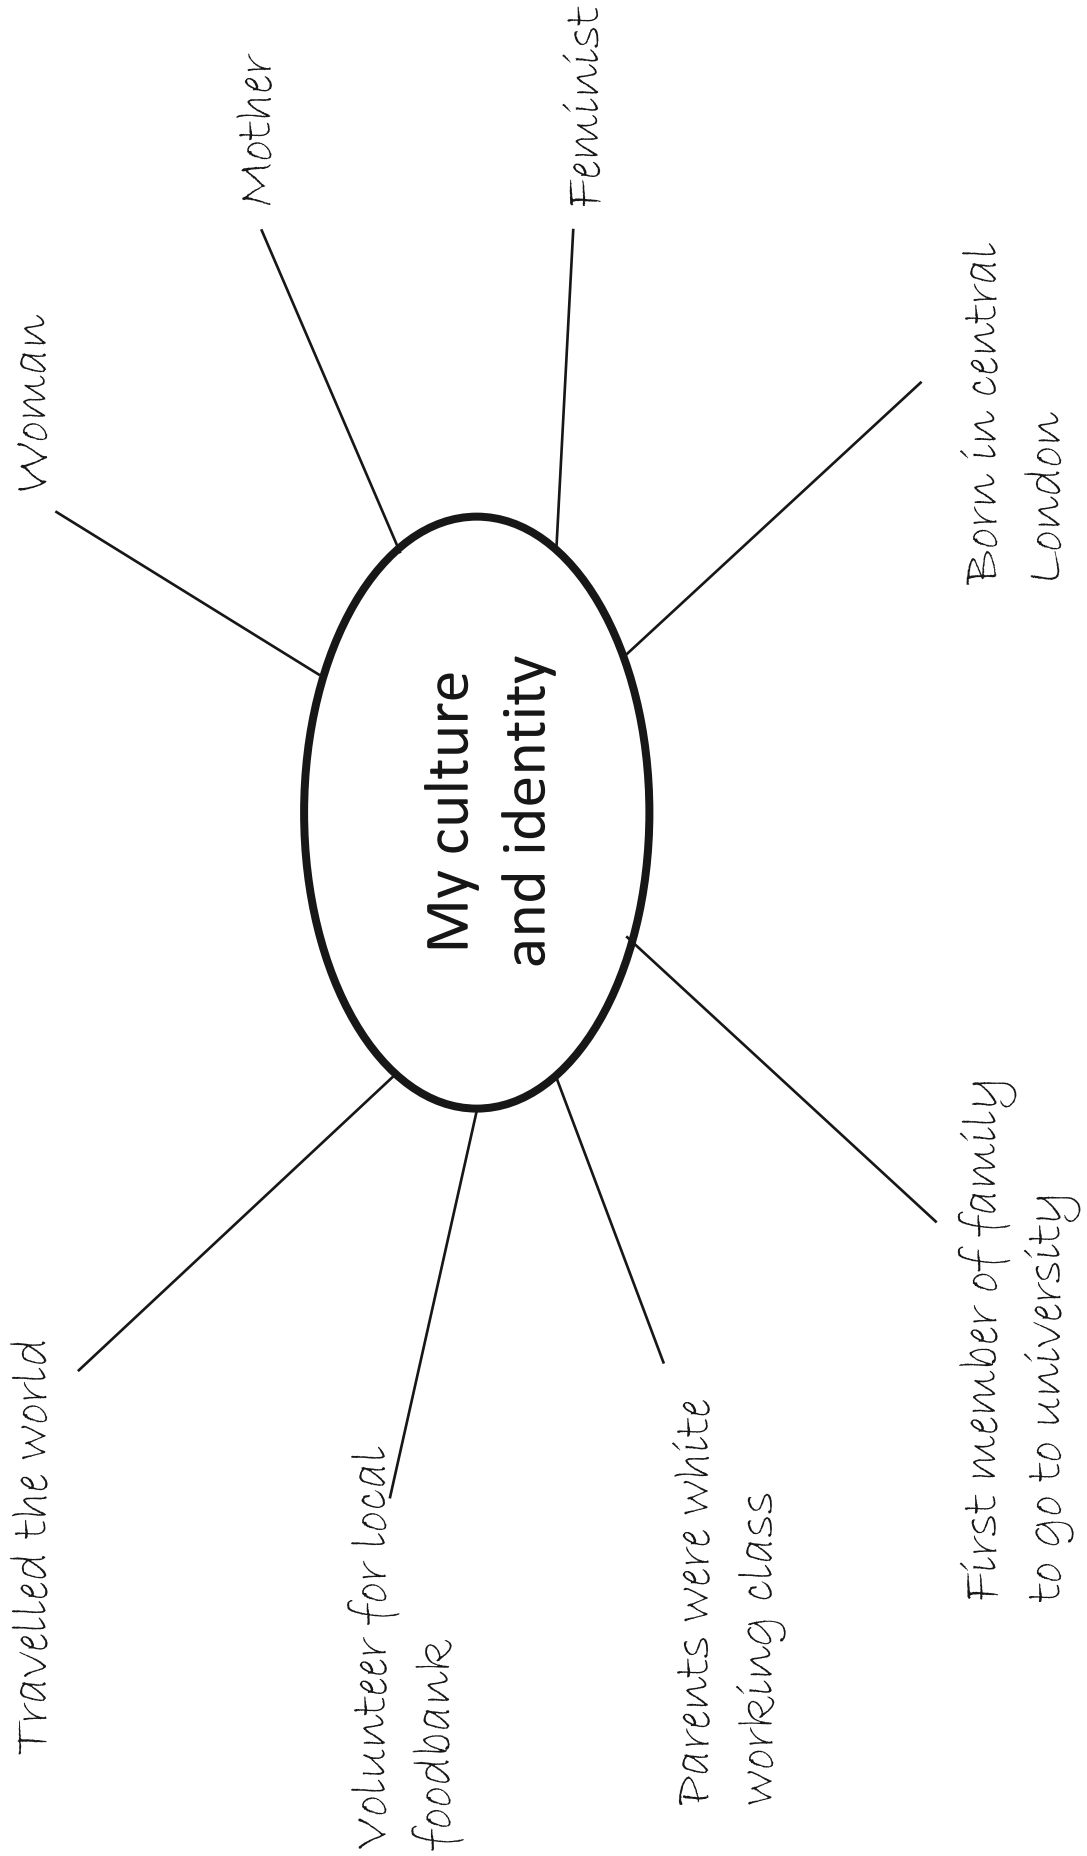 Travelled the world
Woman
Mother
Volunteer for local
foodbank
My culture
and identity
Feminist
Parents were white
working class
First member of family
to go to university
Born in central
London